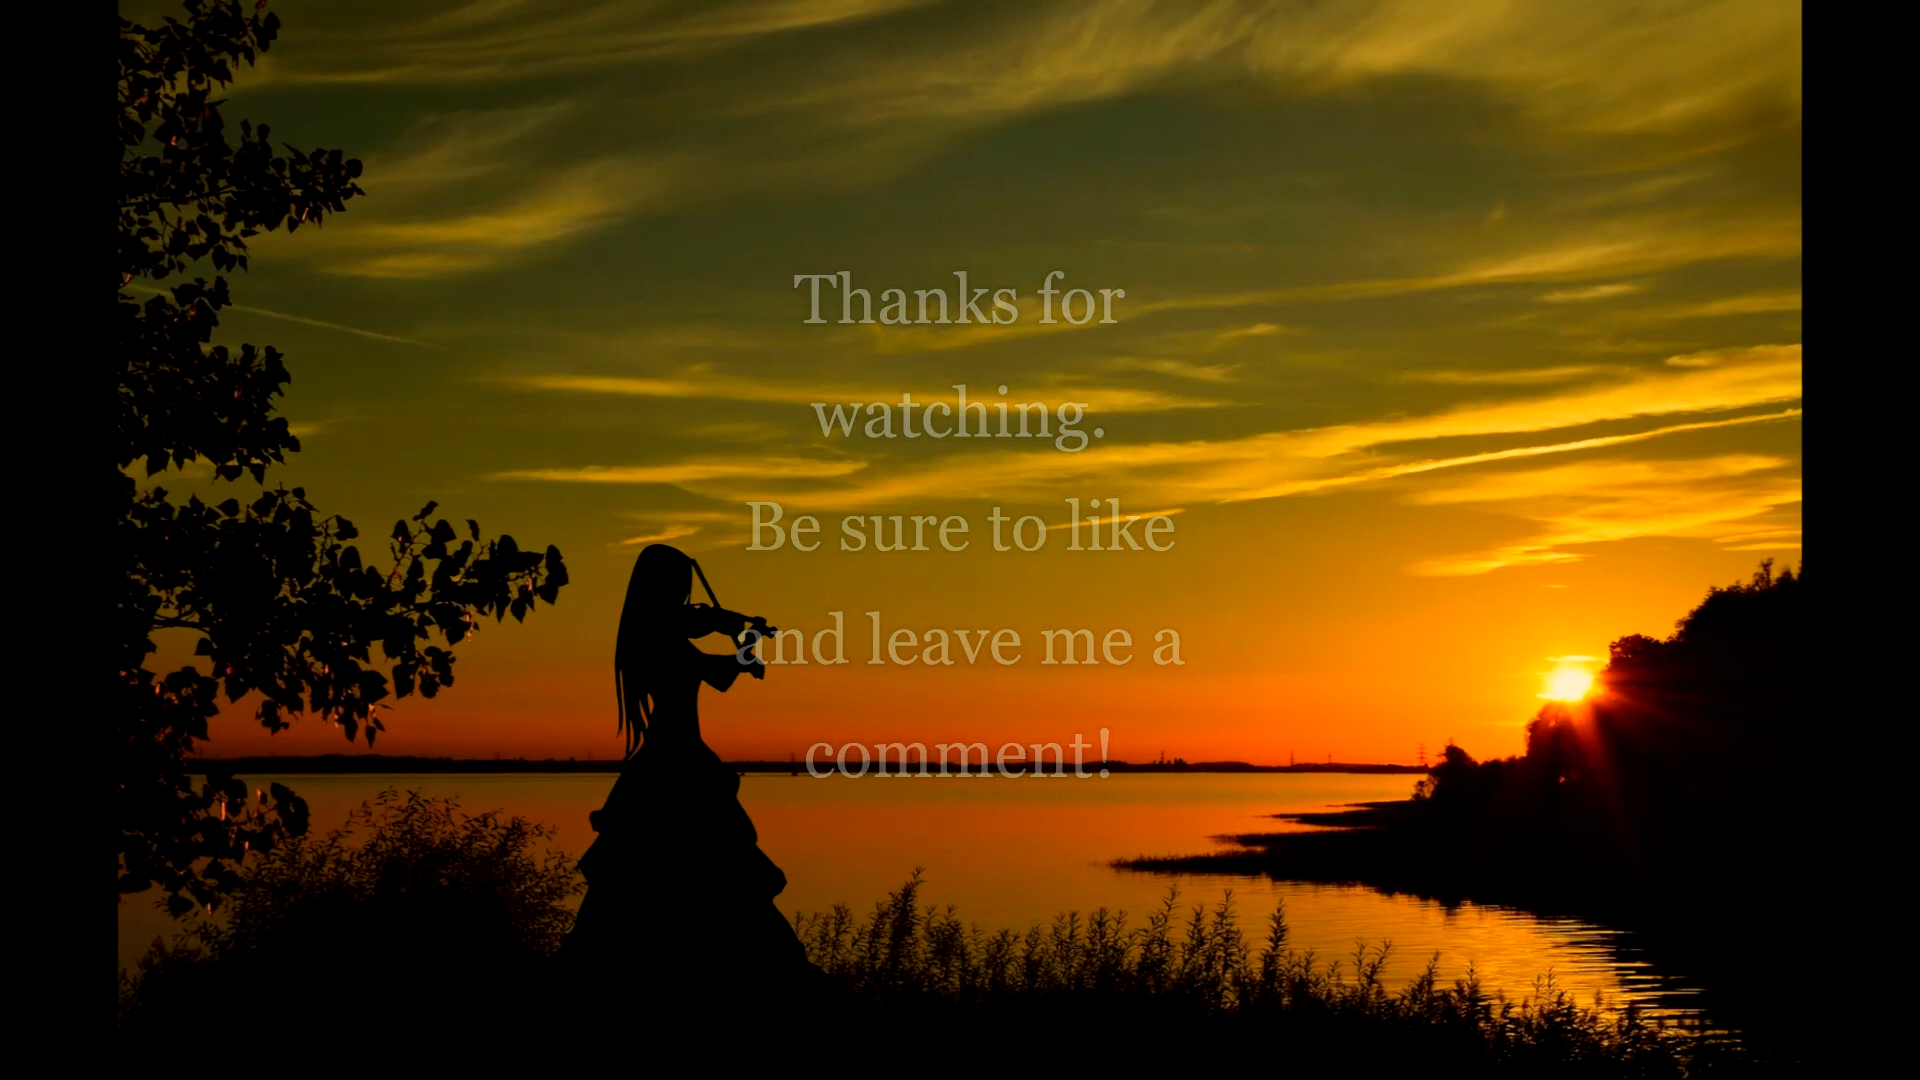 Thanks for
watching.
Be sure to like
and leave me a
comment!